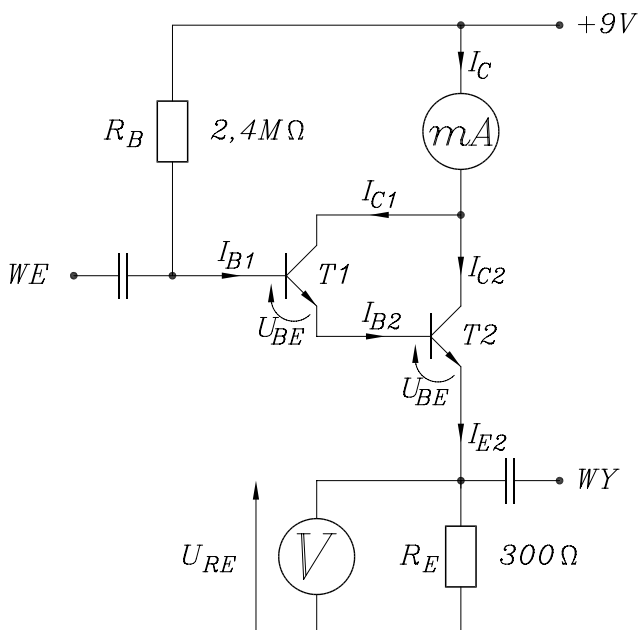 +9V
I_C
R_B 2,4MΩ
mA
I_C1
WE I_B1 T1 I_C2
U_BE I_B2 T2
U_BE
I_E2
WY
U_RE V R_E 300Ω